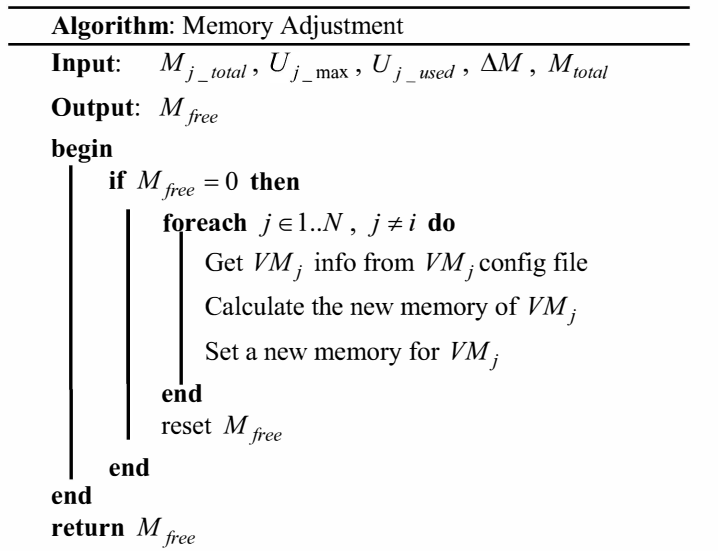 Algorithm: Memory Adjustment
Input: M_{j_total}, U_{j_max}, U_{j_used}, ΔM, M_{total}
Output: M_{free}
begin
if M_{free} = 0 then
foreach j ∈ 1..N, j ≠ i do
Get VM_j info from VM_j config file
Calculate the new memory of VM_j
Set a new memory for VM_j
end
reset M_{free}
end
end
return M_{free}